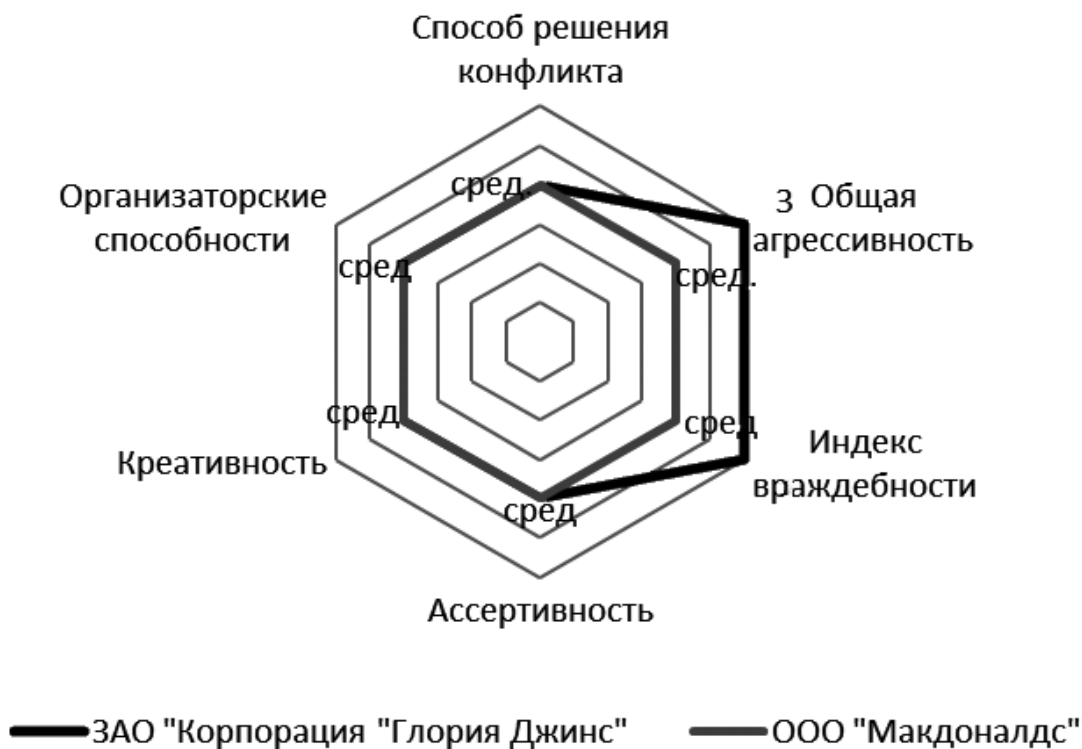 Способ решения
конфликта
Организаторские
способности
сред.
3 Общая
агрессивность
сред
сред.
сред
сред
Креативность
Индекс
враждебности
сред
Ассертивность
ЗАО "Корпорация "Глория Джинс"
ООО "Макдоналдс"